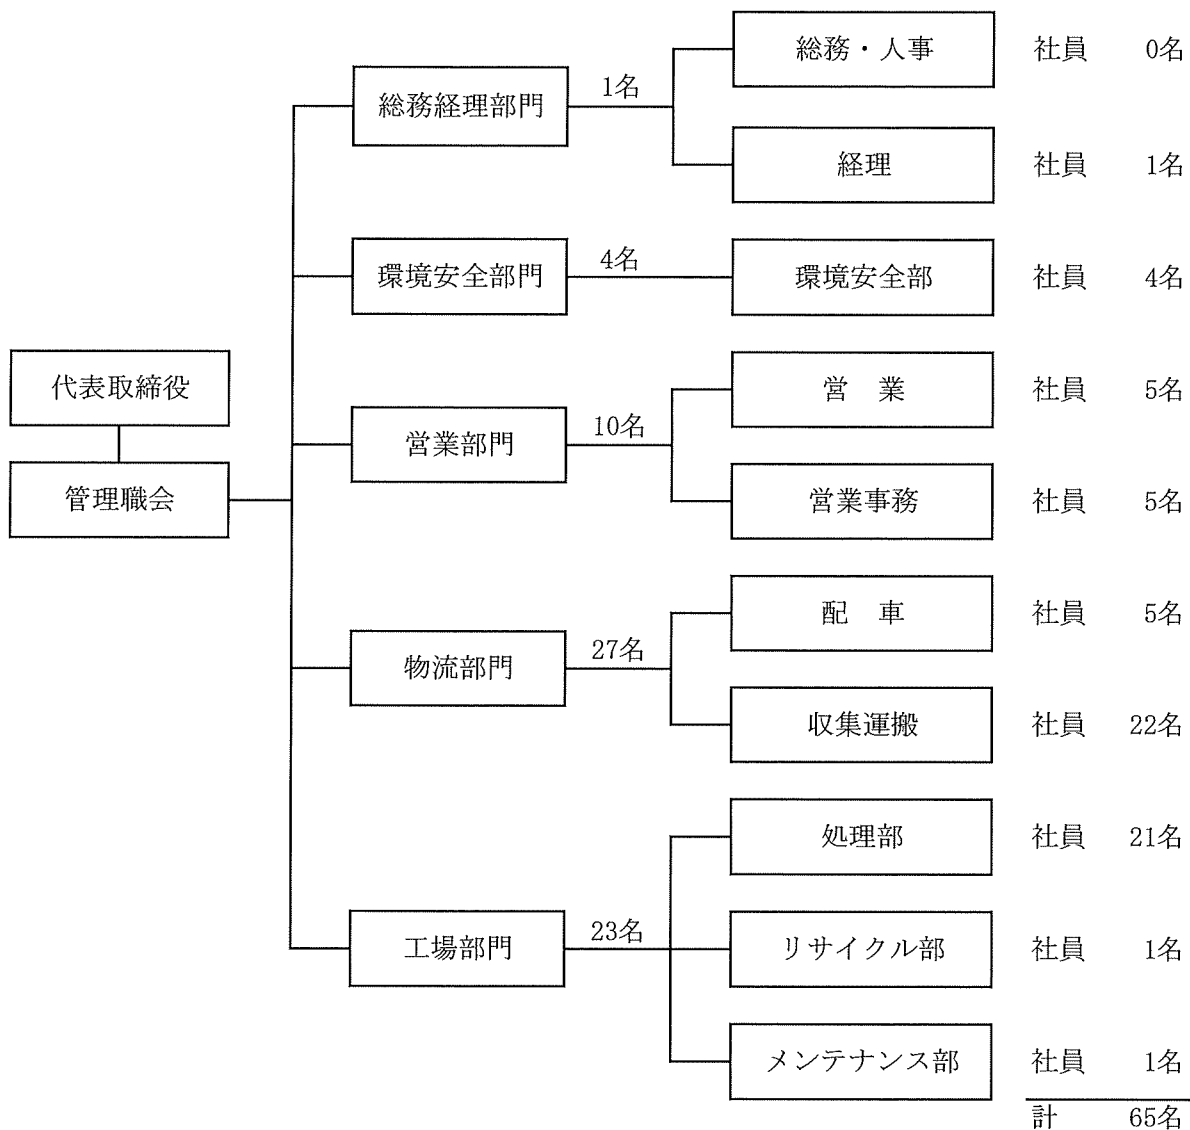 代表取締役
管理職会
総務経理部門 1名
総務・人事 社員 0名
経理 社員 1名
環境安全部門 4名
環境安全部 社員 4名
営業部門 10名
営 業 社員 5名
営業事務 社員 5名
物流部門 27名
配 車 社員 5名
収集運搬 社員 22名
工場部門 23名
処理部 社員 21名
リサイクル部 社員 1名
メンテナンス部 社員 1名
計 65名